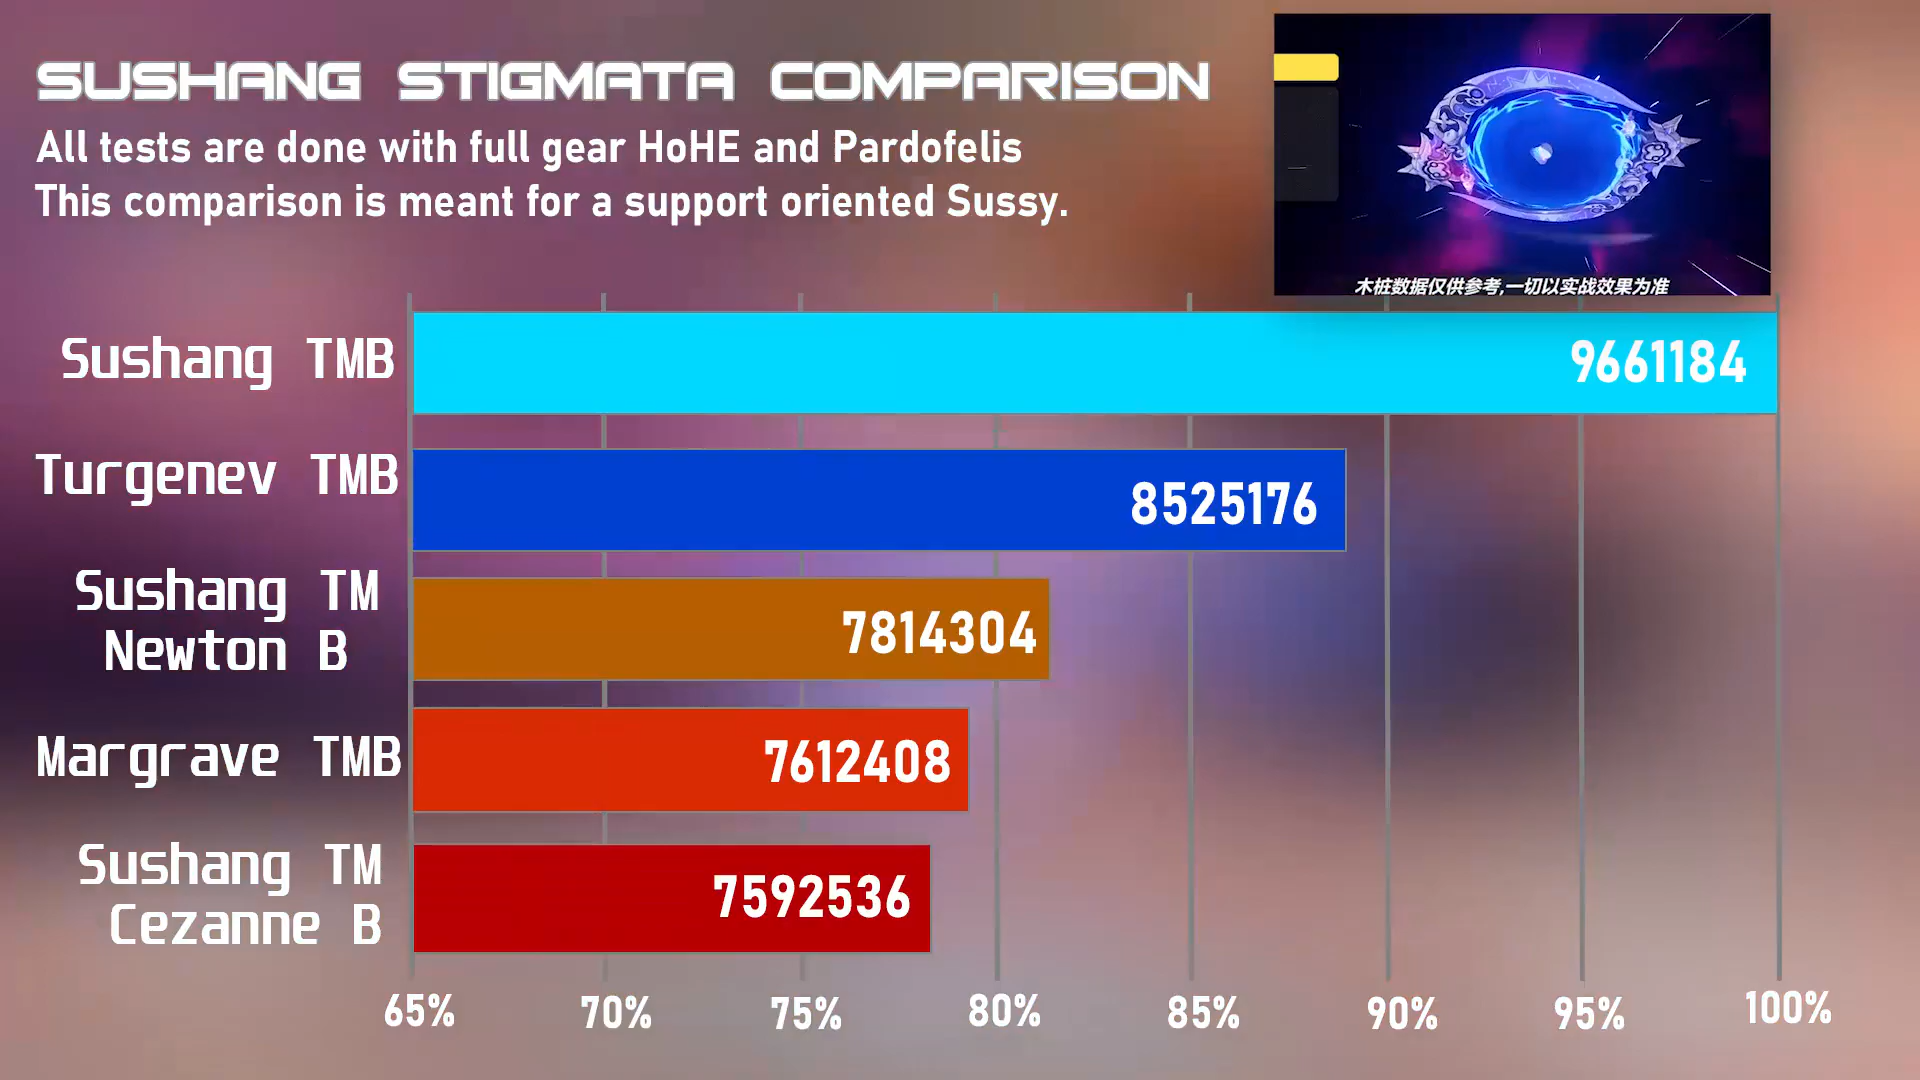 SUSHANG STIGMATA COMPARISON
All tests are done with full gear HoHE and Pardofelis
This comparison is meant for a support oriented Sussy.
木桩数据仅供参考,一切以实战效果为准
Sushang TMB
9661184
Turgenev TMB
8525176
Sushang TM
Newton B
7814304
Margrave TMB
7612408
Sushang TM
Cezanne B
7592536
65% 70% 75% 80% 85% 90% 95% 100%